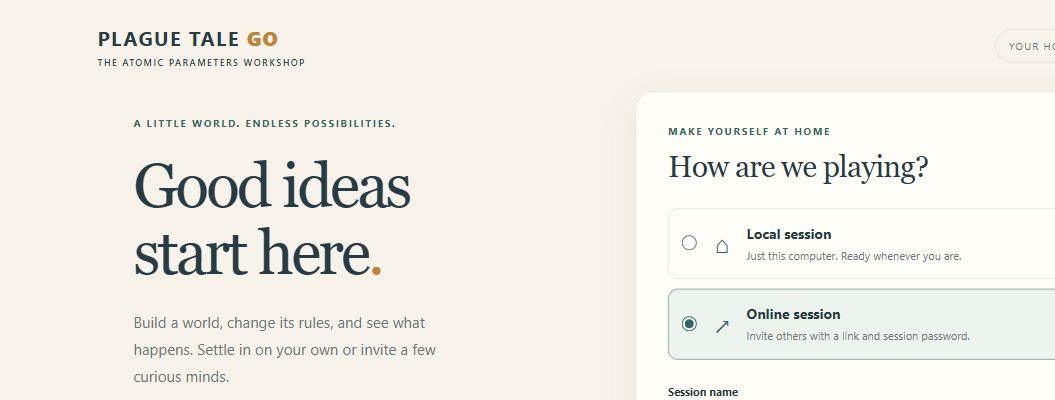 PLAGUE TALE GO
THE ATOMIC PARAMETERS WORKSHOP
YOUR
A LITTLE WORLD. ENDLESS POSSIBILITIES.
Good ideas
start here.
Build a world, change its rules, and see what
happens. Settle in on your own or invite a few
curious minds.
MAKE YOURSELF AT HOME
How are we playing?
Local session
Just this computer. Ready whenever you are.
Online session
Invite others with a link and session password.
Session name